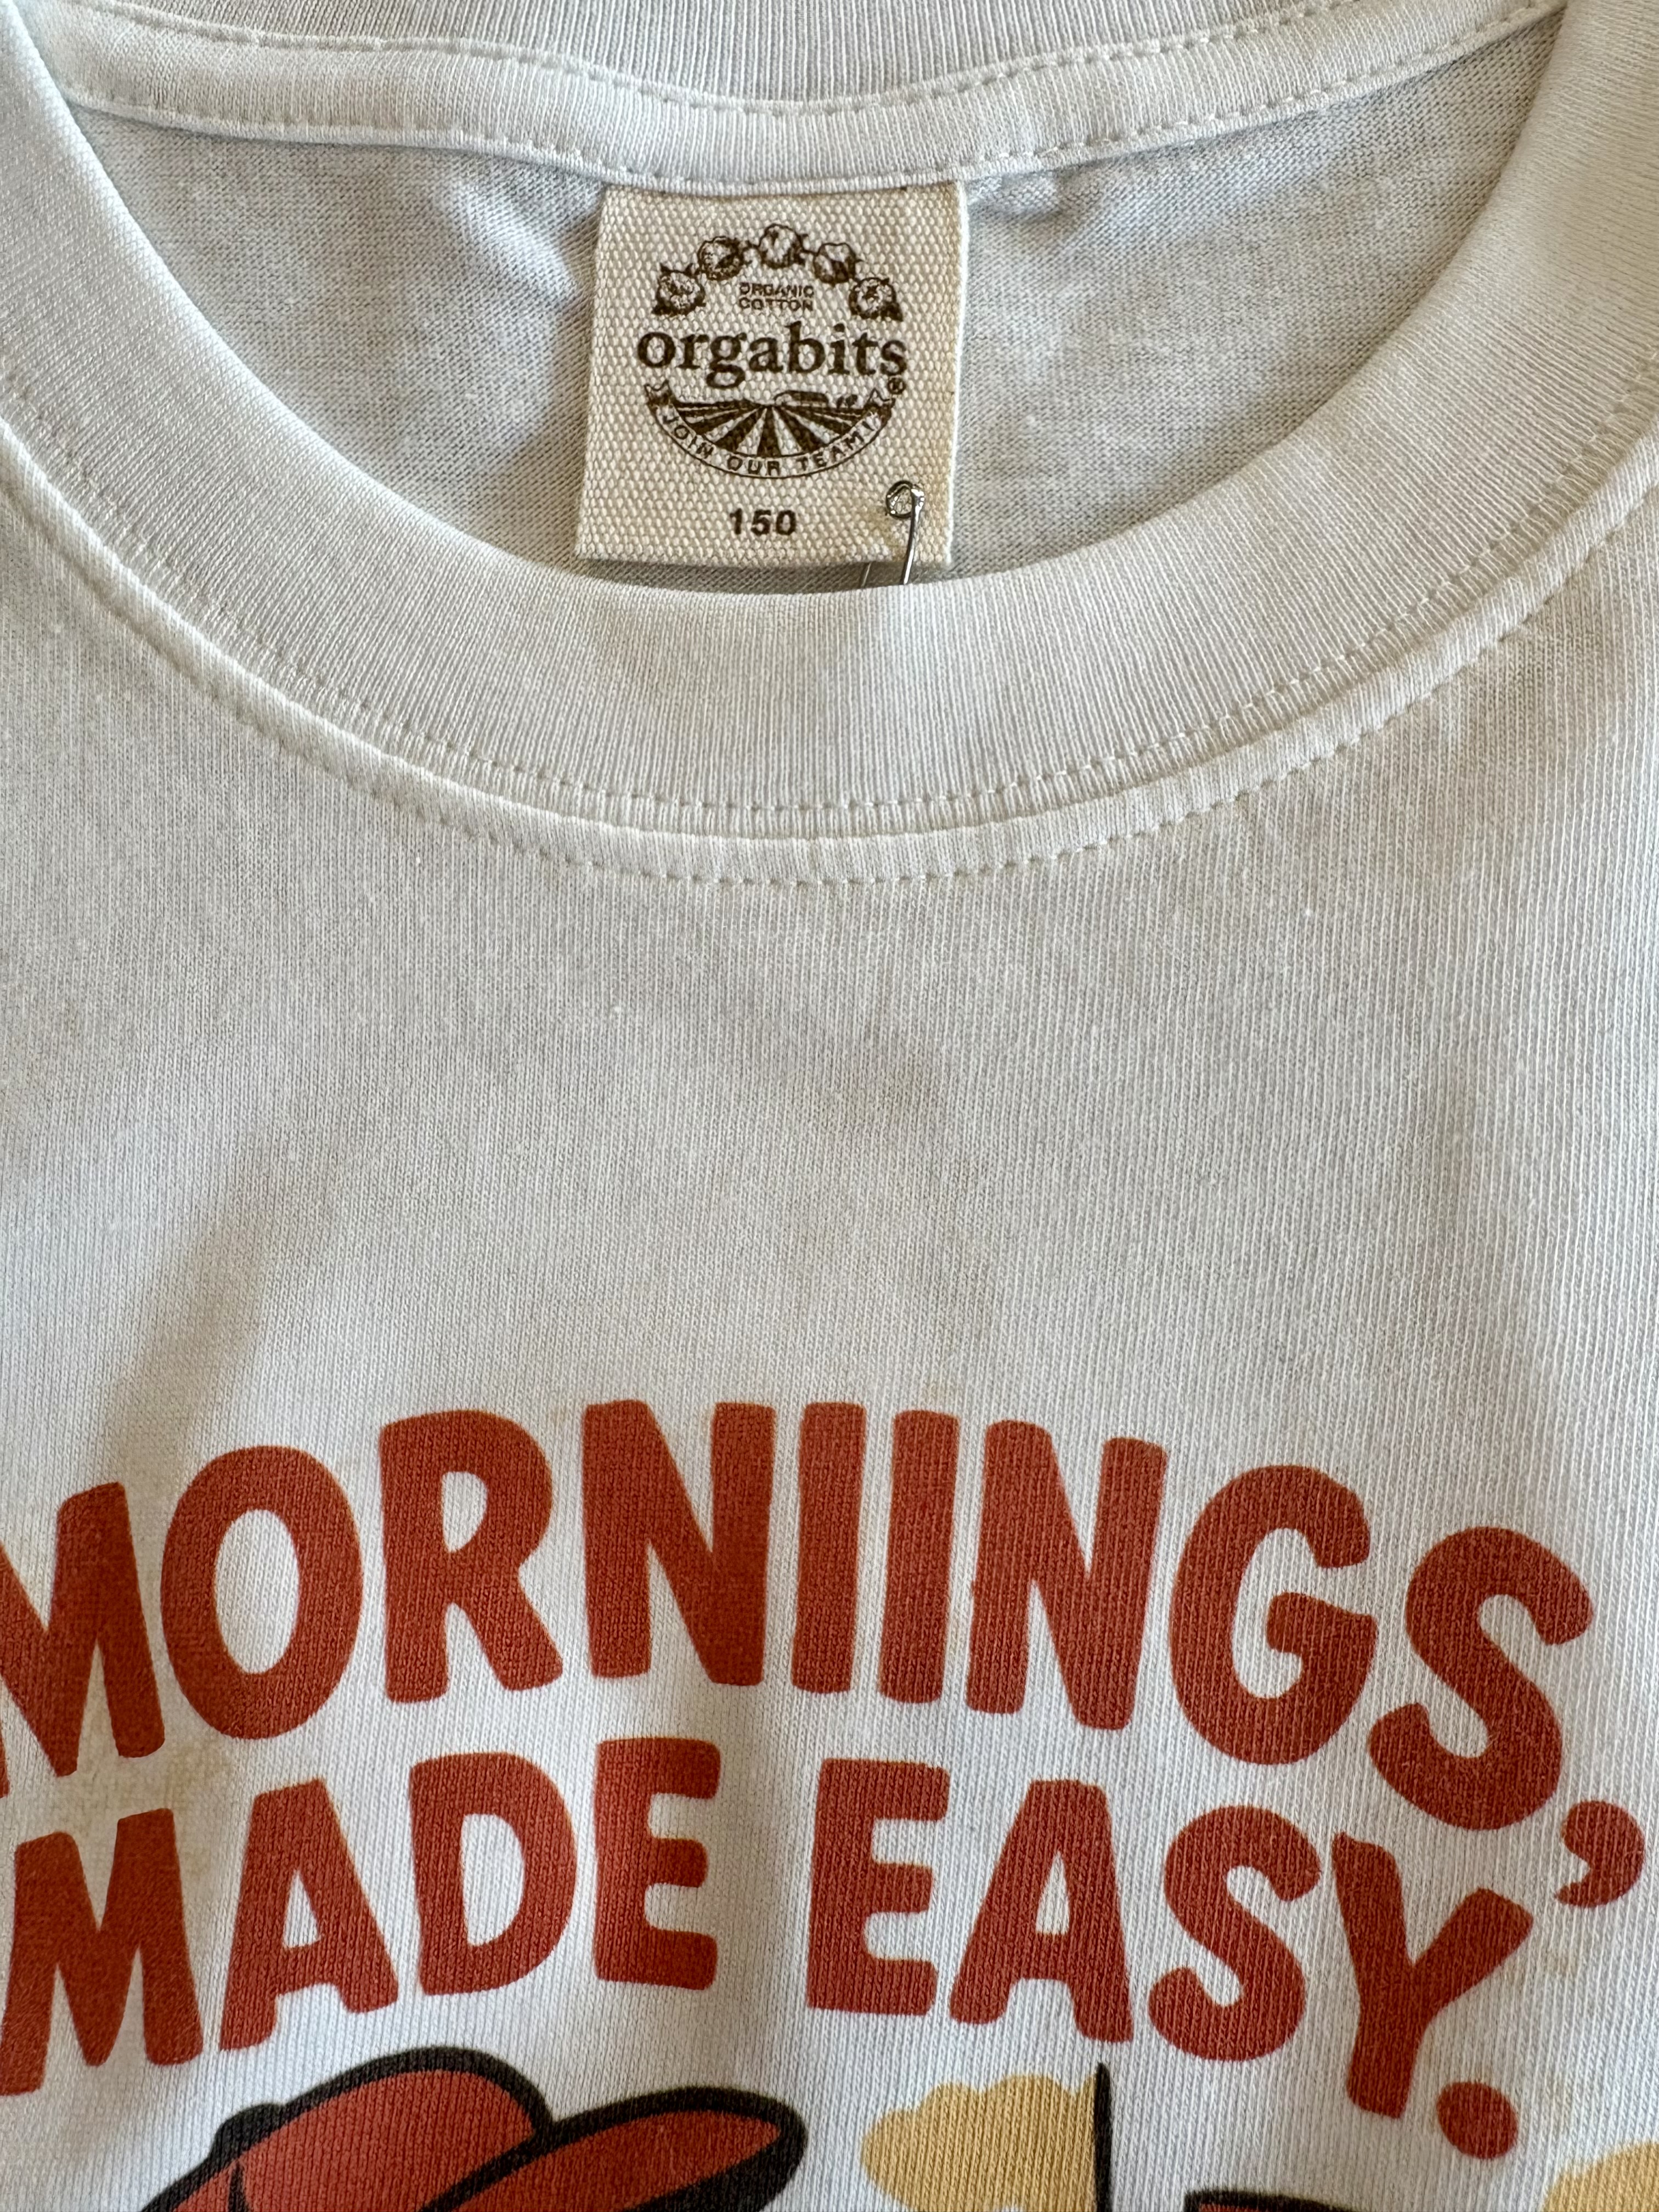 ORGANIC
COTTON
orgabits®
JOIN OUR TEAM!
150
MORNIINGS,
MADE EASY.